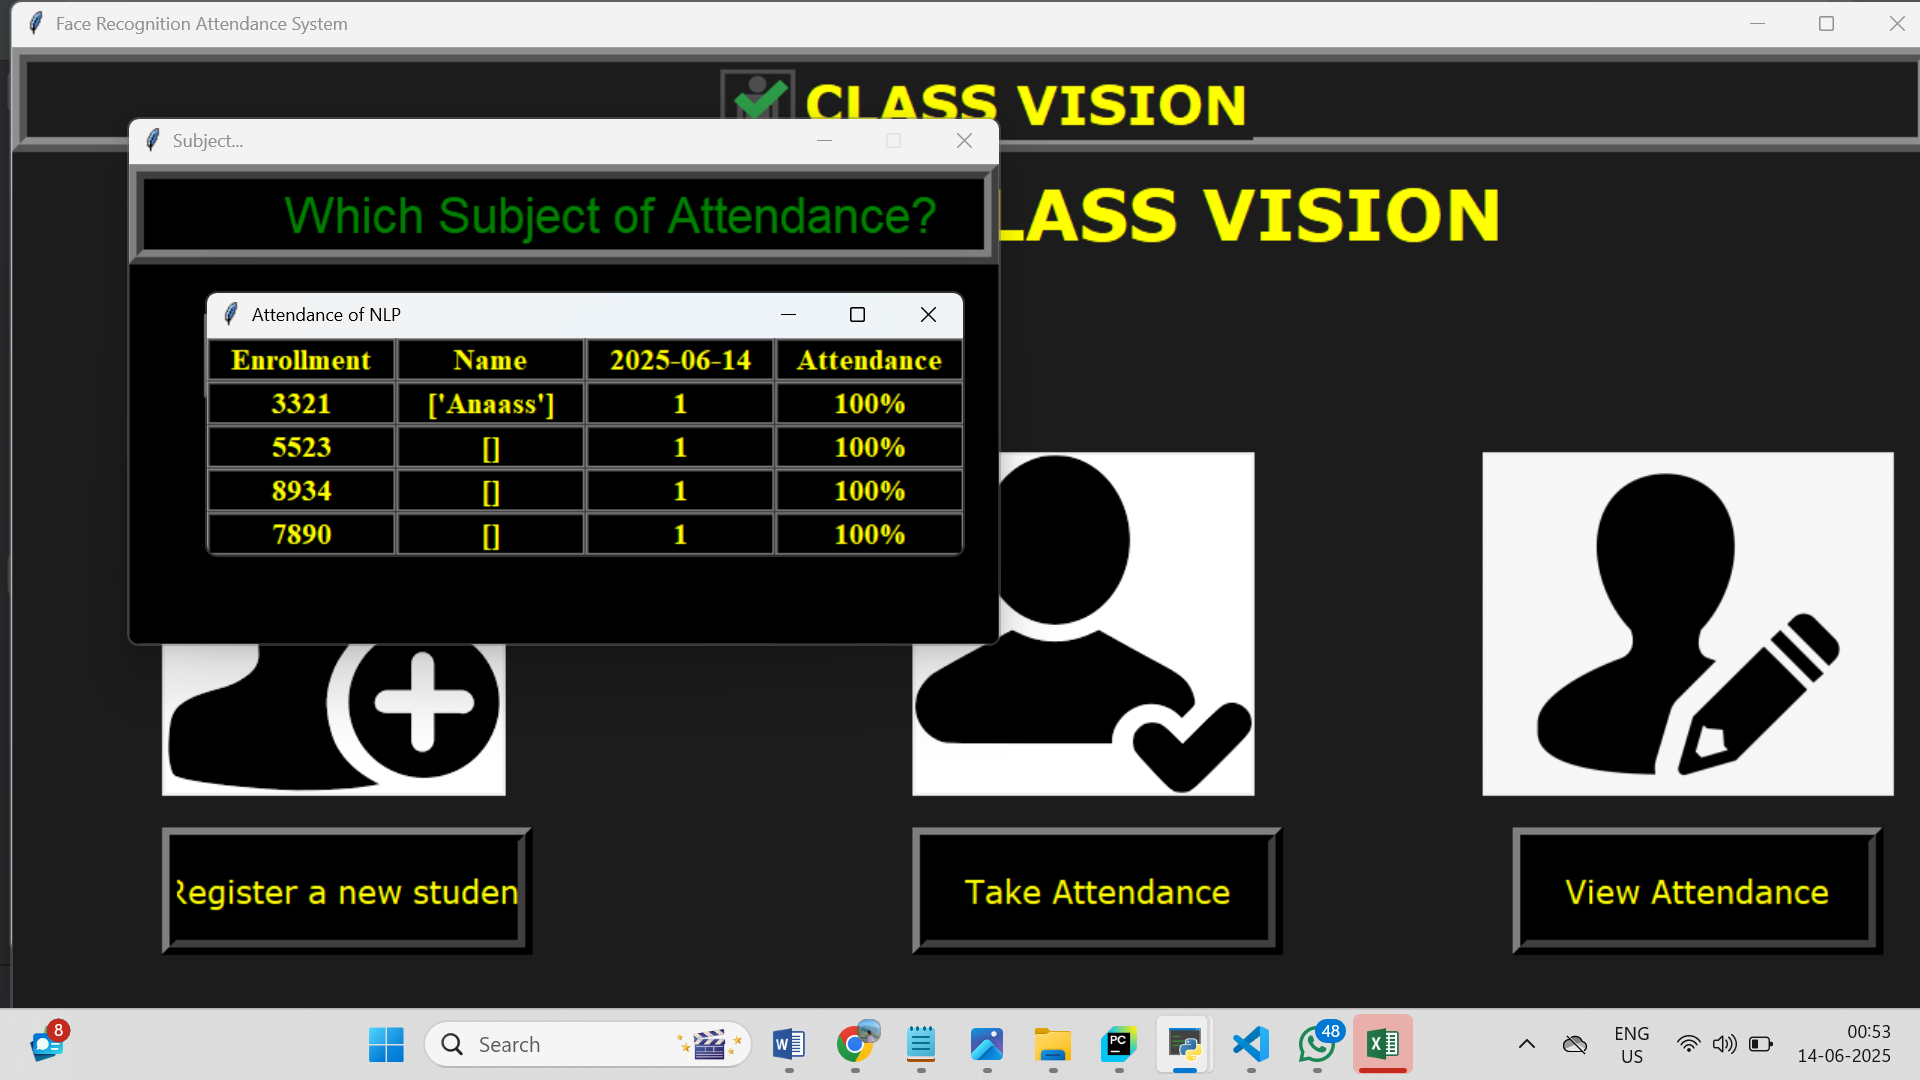 Face Recognition Attendance System
CLASS VISION
Subject...
Which Subject of Attendance?
LASS VISION
Attendance of NLP
Enrollment Name 2025-06-14 Attendance
3321 ['Anaass'] 1 100%
5523 [] 1 100%
8934 [] 1 100%
7890 [] 1 100%
Register a new studen
Take Attendance
View Attendance
8
Search
PC
48
ENG
US
00:53
14-06-2025